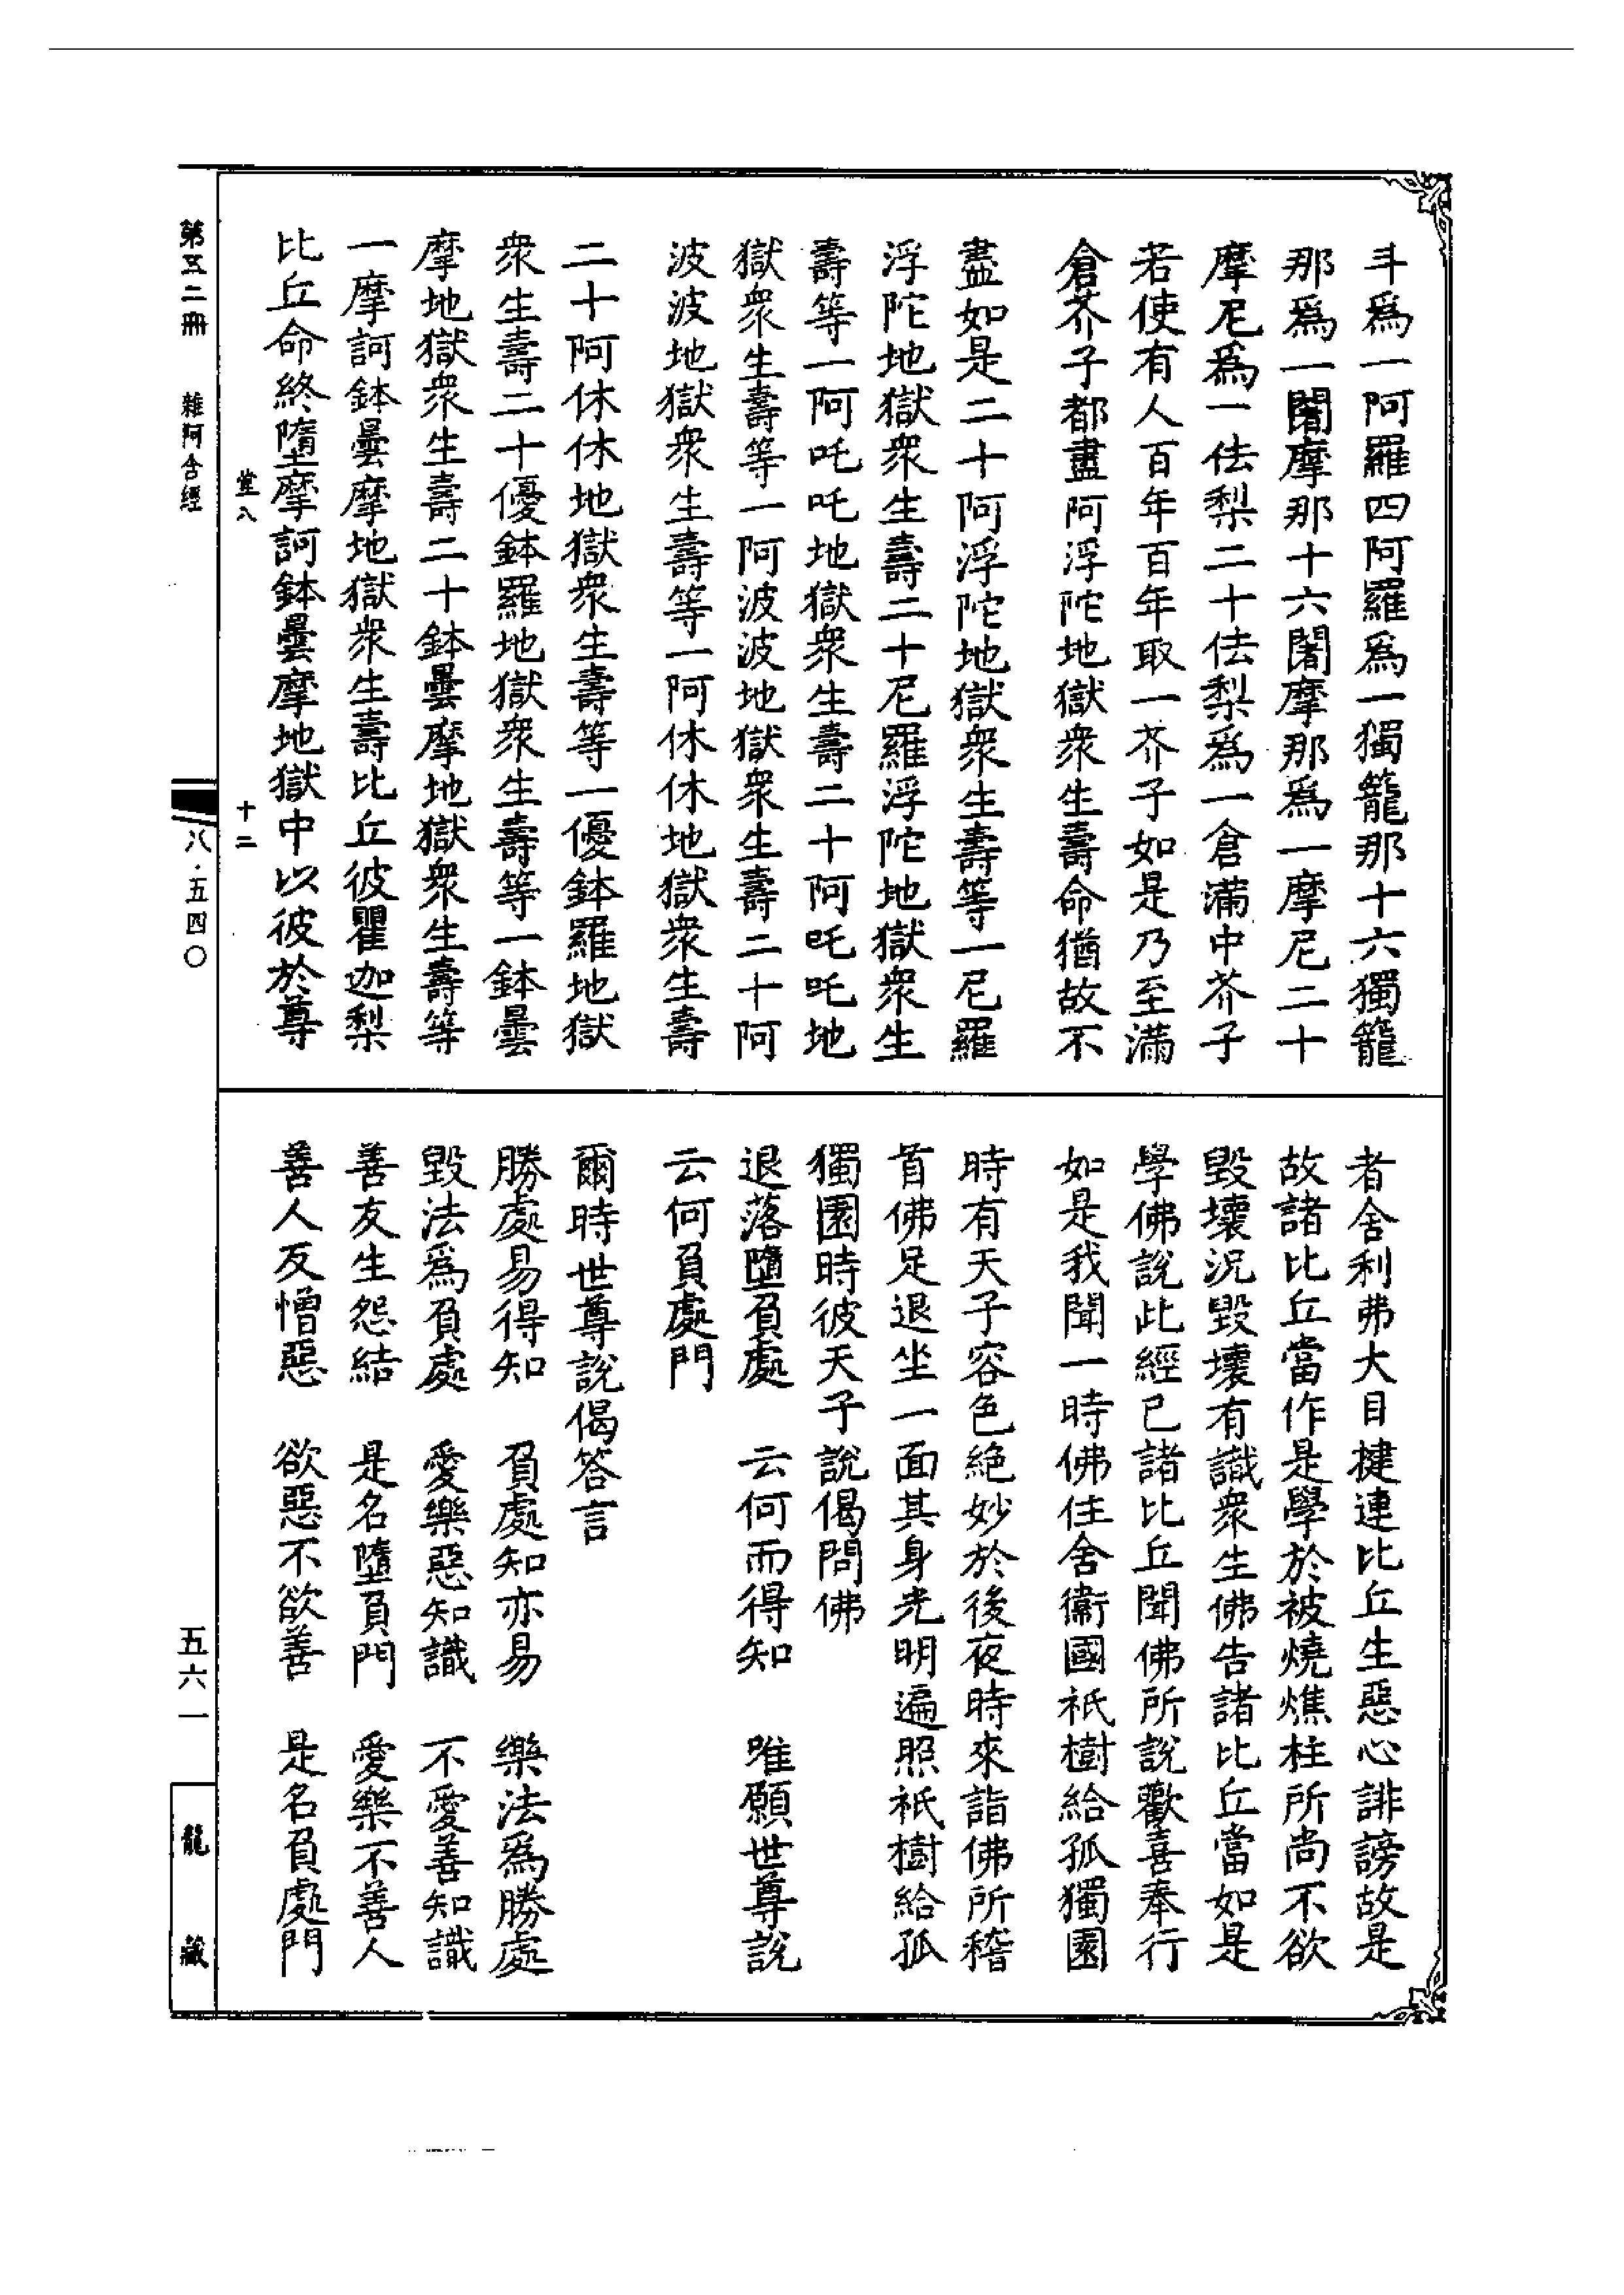 斗爲一阿羅四阿羅爲一獨籠那十六獨籠
那爲一闍摩那十六闍摩那爲一摩尼二十
摩尼爲一佉梨二十佉梨爲一倉滿中芥子
若使有人百年百年取一芥子如是乃至滿
倉芥子都盡阿浮陀地獄衆生壽命猶故不
盡如是二十阿浮陀地獄衆生壽等一尼羅
浮陀地獄衆生壽二十尼羅浮陀地獄衆生
壽等一阿吒吒地獄衆生壽二十阿吒吒地
獄衆生壽等一阿波波地獄衆生壽二十阿
波波地獄衆生壽等一阿休休地獄衆生壽
二十阿休休地獄衆生壽等一優鉢羅地獄
衆生壽二十優鉢羅地獄衆生壽等一鉢曇
摩地獄衆生壽二十鉢曇摩地獄衆生壽等
一摩訶鉢曇摩地獄衆生壽比丘彼瞿迦梨
比丘命終墮摩訶鉢曇摩地獄中以彼於尊
者舍利弗大目揵連比丘生惡心誹謗故是
故諸比丘當作是學於被燒燋柱所尚不欲
毀壞況毀壞有識衆生佛告諸比丘當如是
學佛說此經已諸比丘聞佛所說歡喜奉行
如是我聞一時佛住舍衞國祇樹給孤獨園
時有天子容色絶妙於後夜時來詣佛所稽
首佛足退坐一面其身光明遍照祇樹給孤
獨園時彼天子說偈問佛
退落墮負處　云何而得知　唯願世尊說
云何負處門
爾時世尊說偈答言
勝處易得知　負處知亦易　樂法爲勝處
毀法爲負處　愛樂惡知識　不愛善知識
善友生怨結　是名墮負門　愛樂不善人
善人反憎惡　欲惡不欲善　是名負處門
堂八　十二
第五二冊　雜阿含經　八·五四〇　五六一　龍藏